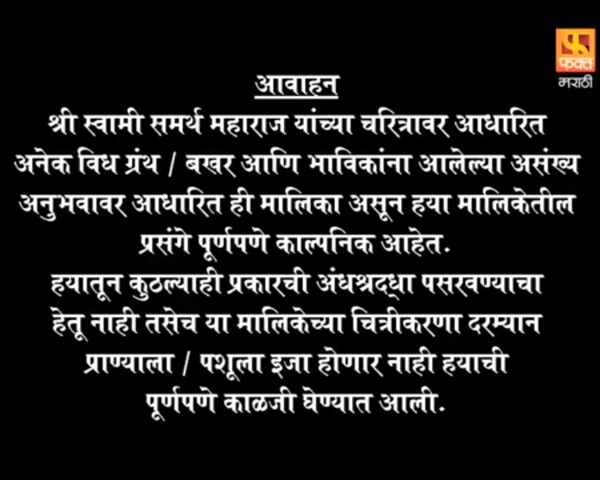 फक्त
मराठी
आवाहन
श्री स्वामी समर्थ महाराज यांच्या चरित्रावर आधारित
अनेक विध ग्रंथ / बखर आणि भाविकांना आलेल्या असंख्य
अनुभवावर आधारित ही मालिका असून हया मालिकेतील
प्रसंगे पूर्णपणे काल्पनिक आहेत.
हयातून कुठल्याही प्रकारची अंधश्रद्धा पसरवण्याचा
हेतू नाही तसेच या मालिकेच्या चित्रीकरणा दरम्यान
प्राण्याला / पशूला इजा होणार नाही हयाची
पूर्णपणे काळजी घेण्यात आली.